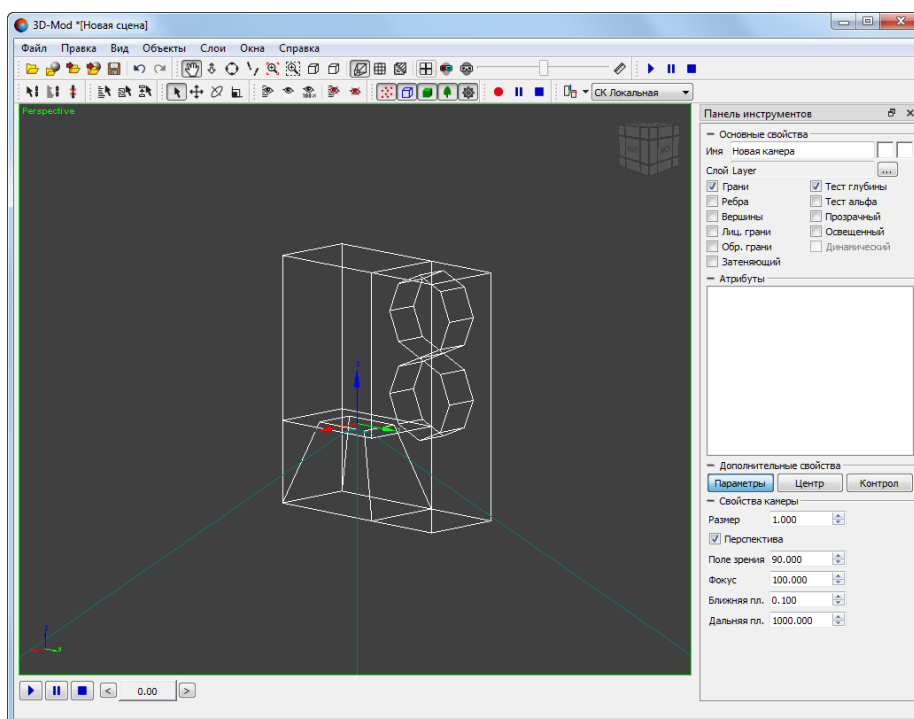 3D-Mod *[Новая сцена]
Файл Правка Вид Объекты Слои Окна Справка
100%
СК Локальная
Perspective
Панель инструментов
Основные свойства
Имя Новая камера
Слой Layer ...
Грани Тест глубины
Ребра Тест альфа
Вершины Прозрачный
Лиц. грани Освещенный
Обр. грани Динамический
Затеняющий
Атрибуты
z
Дополнительные свойства
Параметры Центр Контрол
Свойства камеры
Размер 1.000
Перспектива
Поле зрения 90.000
Фокус 100.000
Ближняя пл. 0.100
Дальняя пл. 1000.000
z
y
< 0.00 >